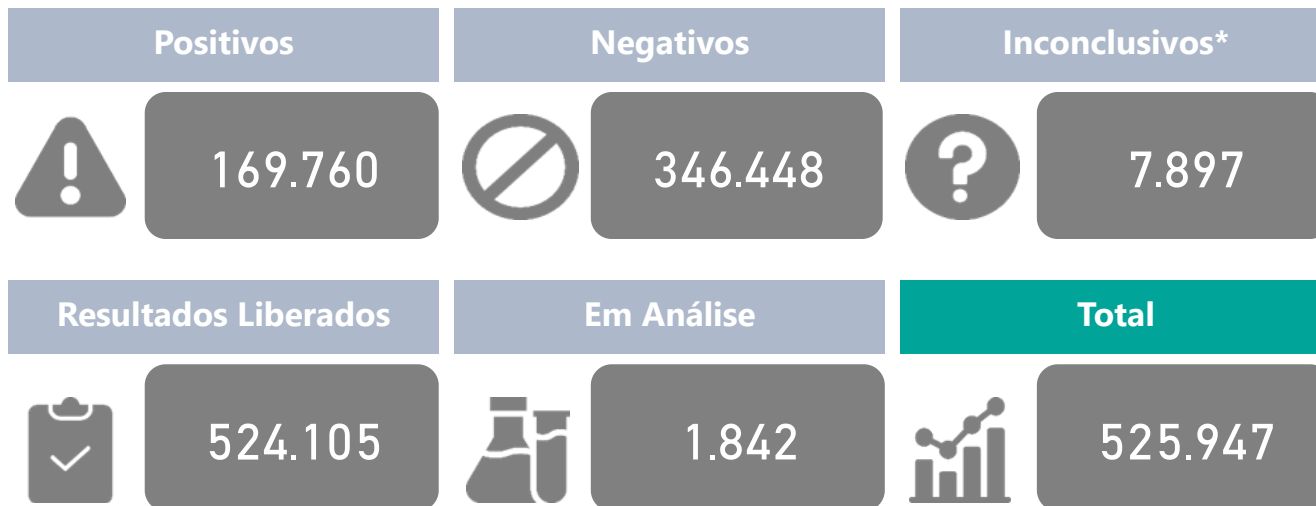 Positivos
Negativos
Inconclusivos*
169.760
346.448
7.897
Resultados Liberados
Em Análise
Total
524.105
1.842
525.947